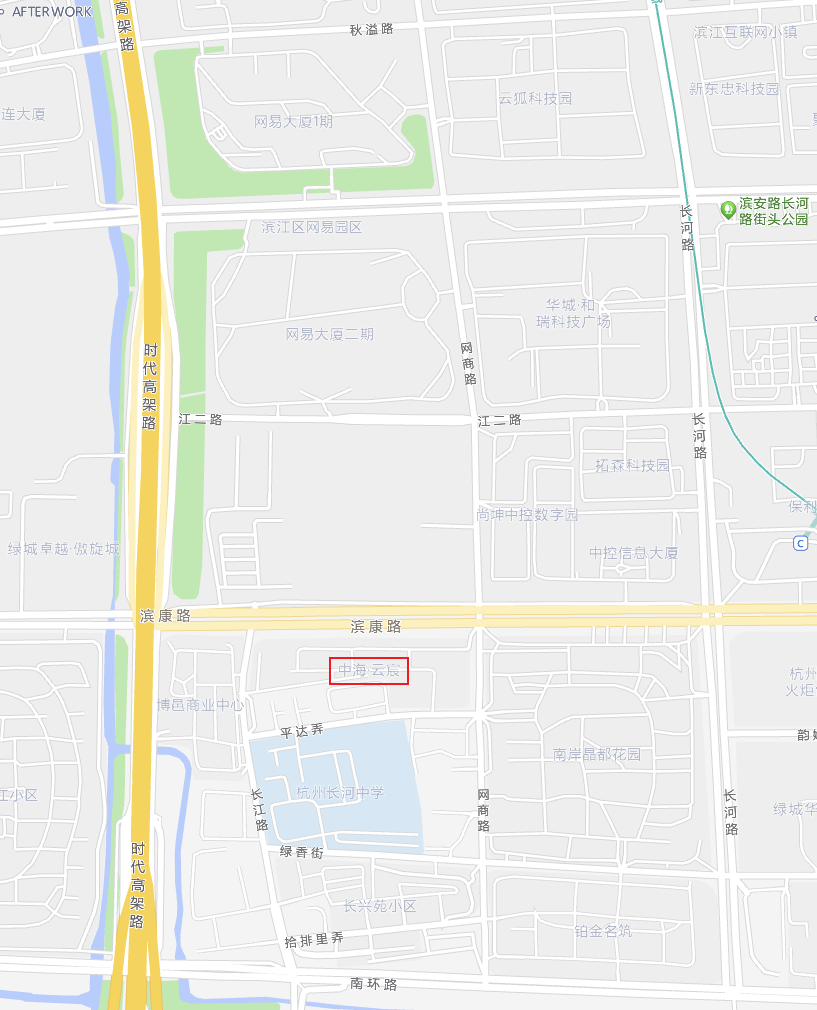 AFTERWORK
高架路
秋溢路
滨江互联网小镇
云狐科技园
新东忠科技园
连大厦
网易大厦1期
滨安路长河
路街头公园
长河路
滨江区网易园区
华城·和
瑞科技广场
网易大厦二期
时代高架路
网商路
江二路
江二路
长河路
拓森科技园
保利
尚坤中控数字园
绿城卓越·傲旋城
中控信息大厦
滨康路
滨康路
中海·云宸
杭州
火炬
博邑商业中心
平达弄
韵
南岸晶都花园
杭州长河中学
江小区
长江路
网商路
长河路
绿城华
绿香街
时代高架路
长兴苑小区
铂金名筑
拾排里弄
南环路